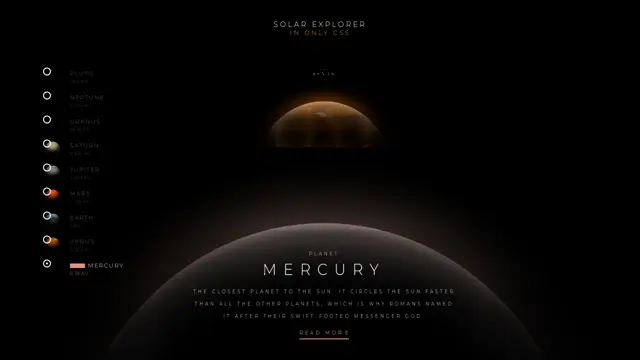 SOLAR EXPLORER
IN ONLY CSS
PLUTO
NEPTUNE
URANUS
SATURN
JUPITER
MARS
EARTH
VENUS
MERCURY
PLANET
MERCURY
THE CLOSEST PLANET TO THE SUN, IT CIRCLES THE SUN FASTER
THAN ALL THE OTHER PLANETS, WHICH IS WHY ROMANS NAMED
IT AFTER THEIR SWIFT-FOOTED MESSENGER GOD
READ MORE